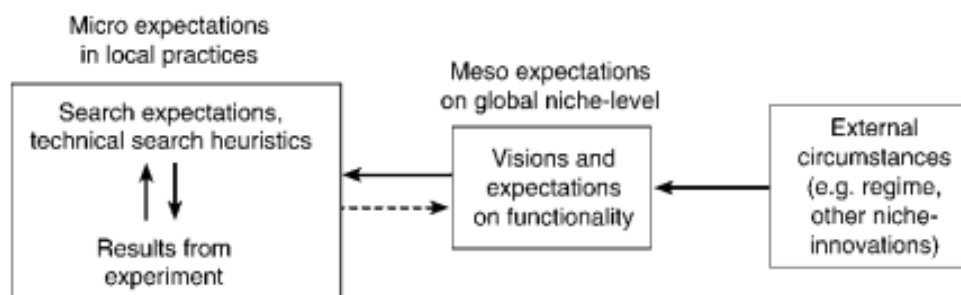 Micro expectations
in local practices
Search expectations,
technical search heuristics
Results from
experiment
Meso expectations
on global niche-level
Visions and
expectations
on functionality
External
circumstances
(e.g. regime,
other niche-
innovations)